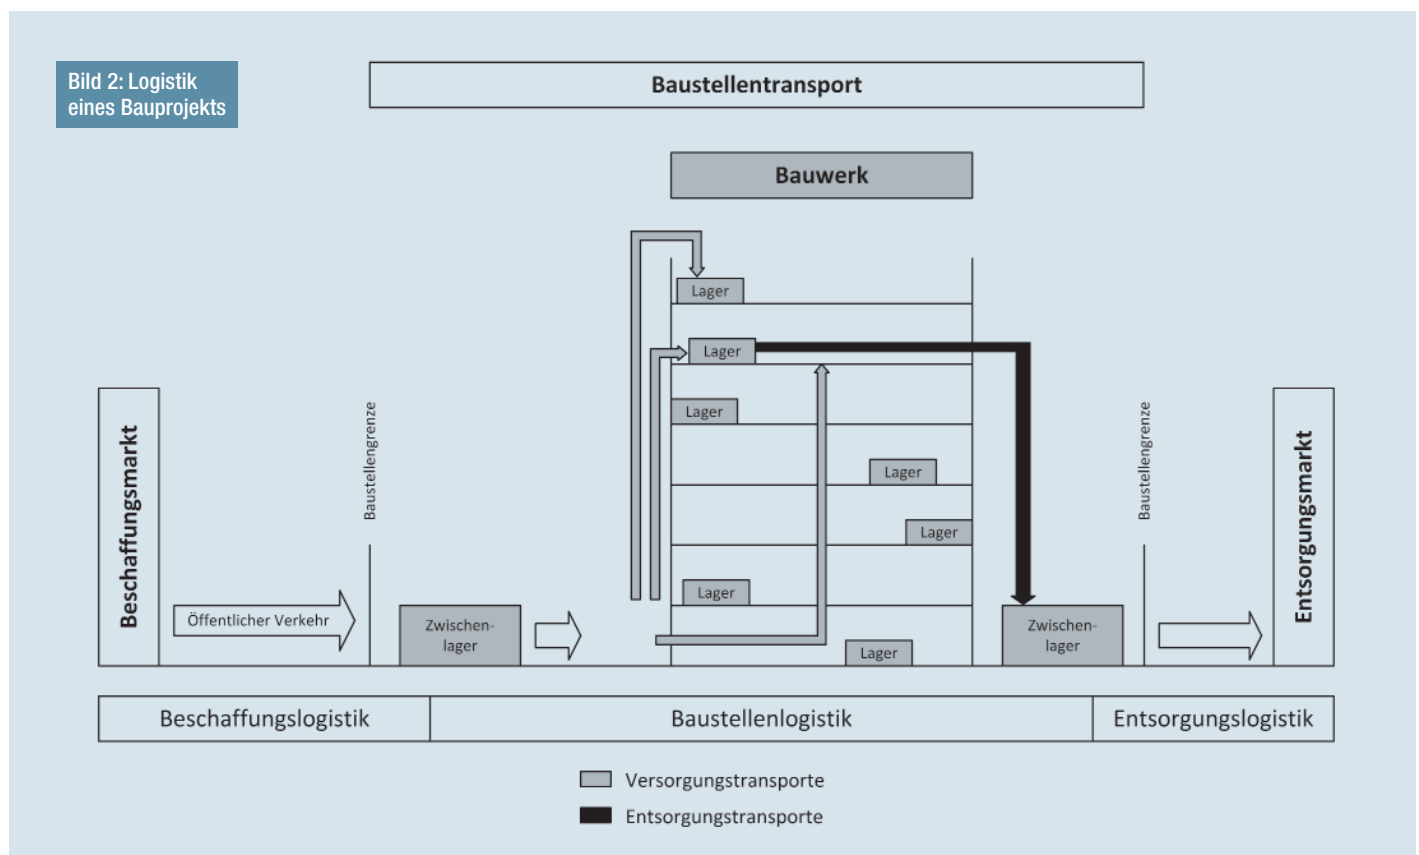 Bild 2: Logistik
eines Bauprojekts
Baustellentransport
Bauwerk
Lager
Lager
Lager
Lager
Lager
Lager
Lager
Beschaffungsmarkt
Öffentlicher Verkehr
Baustellengrenze
Zwischen-
lager
Zwischen-
lager
Baustellengrenze
Entsorgungsmarkt
Beschaffungslogistik
Baustellenlogistik
Entsorgungslogistik
Versorgungstransporte
Entsorgungstransporte